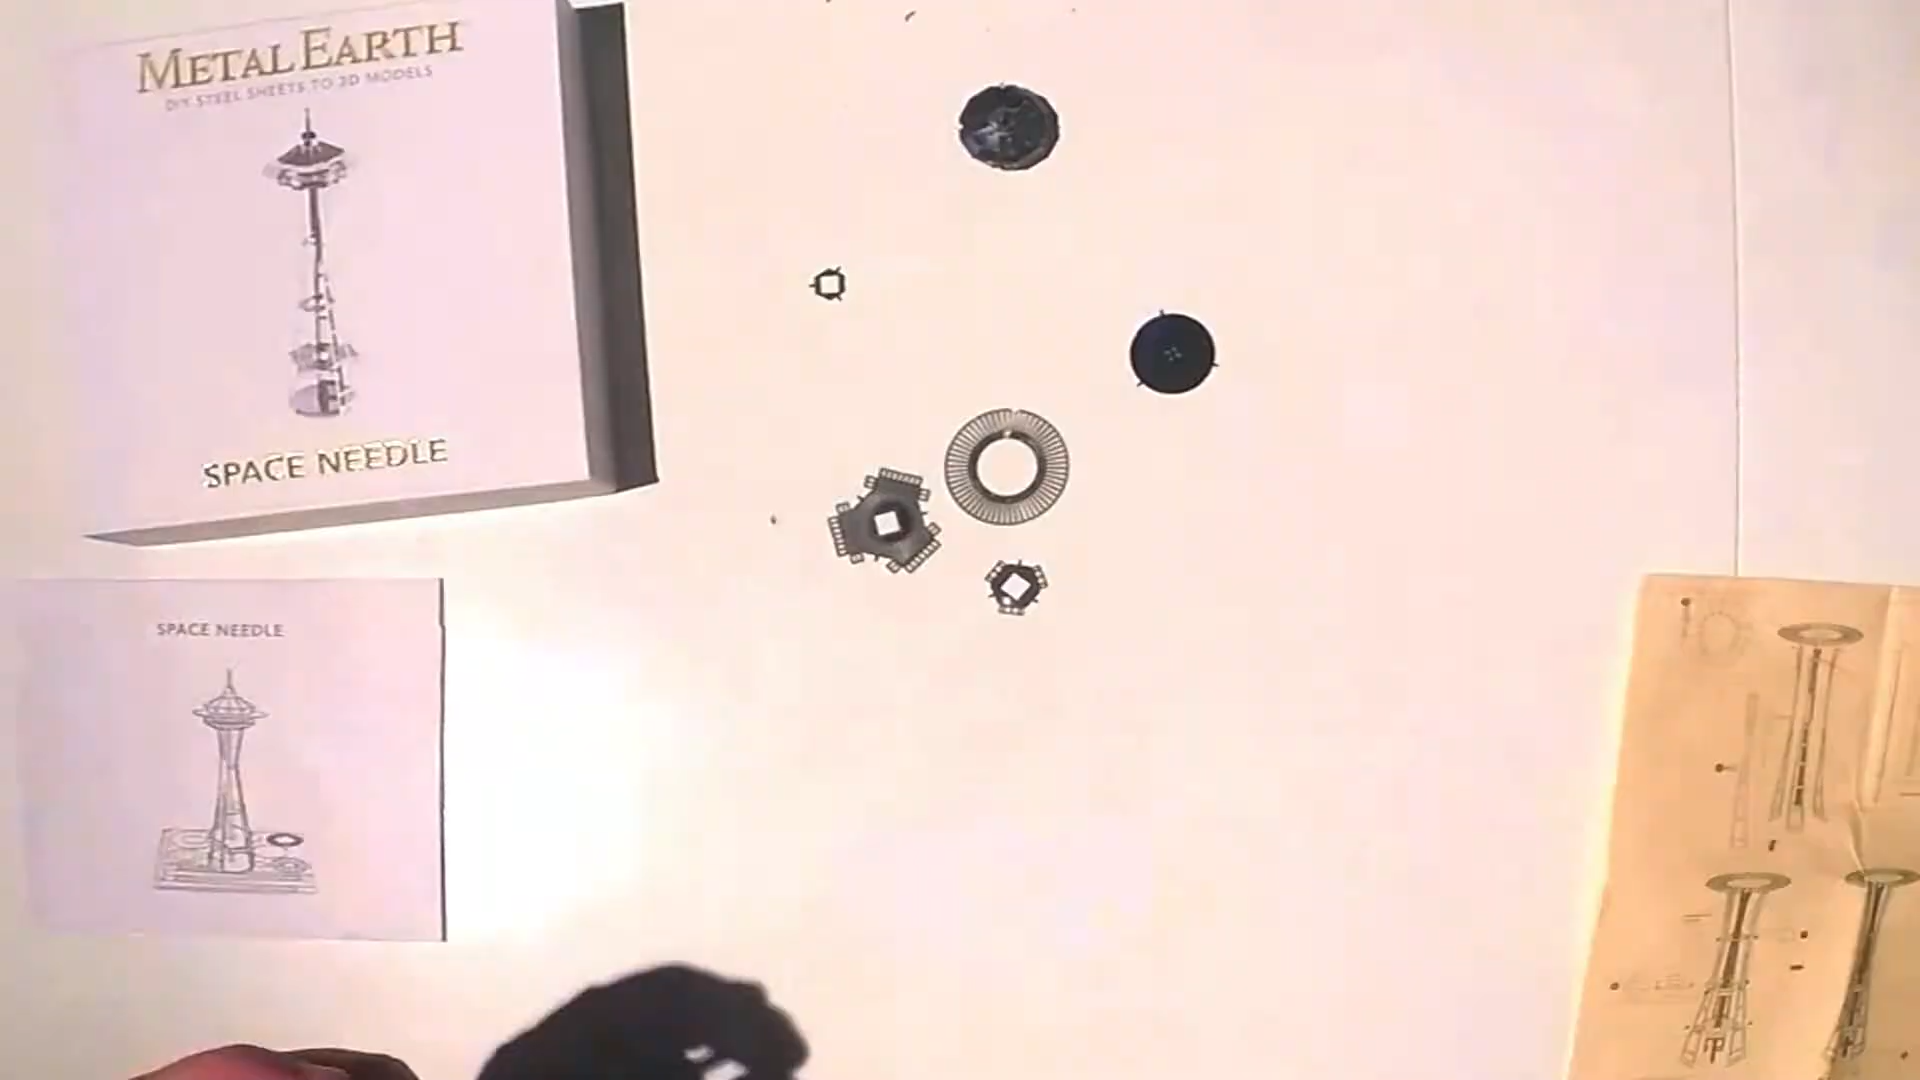 METAL EARTH
DIY STEEL SHEETS TO 3D MODELS
SPACE NEEDLE
SPACE NEEDLE